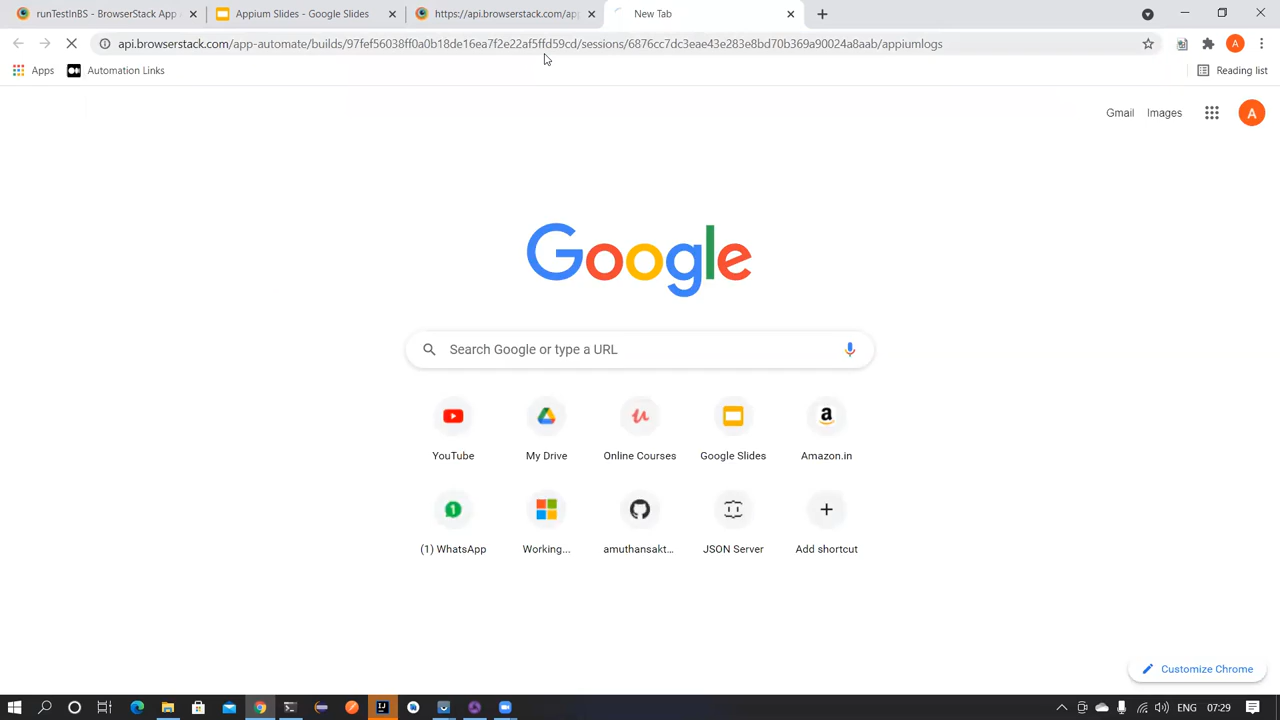 runTestInBS - BrowserStack App
Appium Slides - Google Slides
https://api.browserstack.com/app
New Tab
api.browserstack.com/app-automate/builds/97fef56038ff0a0b18de16ea7f2e22af5ffd59cd/sessions/6876cc7dc3eae43e283e8bd70b369a90024a8aab/appiumlogs
A
Apps
Automation Links
Reading list
Gmail
Images
A
Google
Search Google or type a URL
YouTube
My Drive
Online Courses
Google Slides
Amazon.in
(1) WhatsApp
Working...
amuthansakt...
JSON Server
Add shortcut
Customize Chrome
ENG
07:29